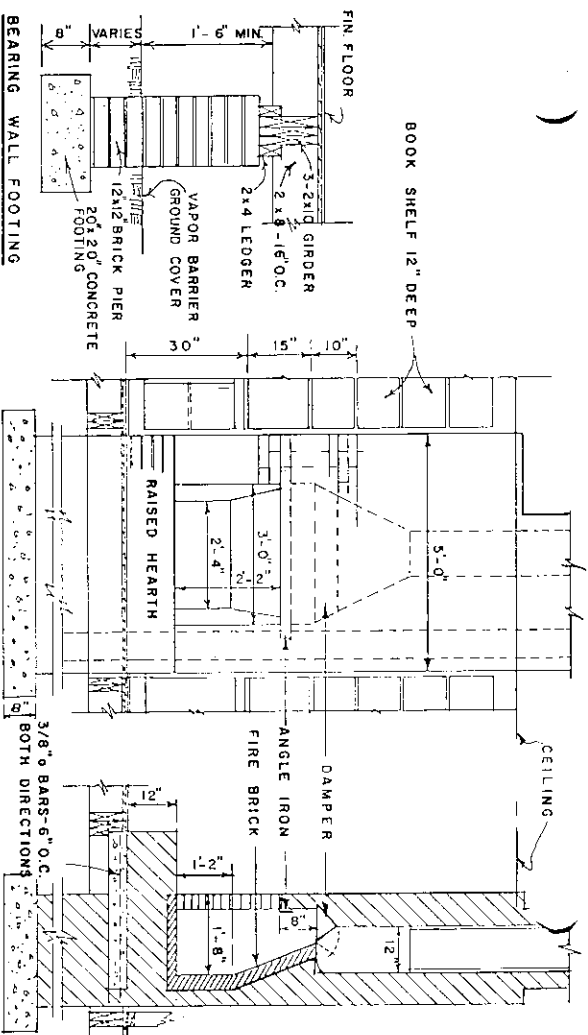 FIN. FLOOR
3-2x10 GIRDER
2 x 8 - 16" O.C.
2x4 LEDGER
VAPOR BARRIER
GROUND COVER
12"x12" BRICK PIER
20"x 20" CONCRETE
FOOTING
8"
VARIES
1'- 6" MIN.
BEARING WALL FOOTING
BOOK SHELF 12" DEEP
30"
15"
10"
5'-0"
3'-0"
2'-2"
2'-4"
RAISED HEARTH
8"
CEILING
DAMPER
ANGLE IRON
FIRE BRICK
12"
1'-2"
1'-8"
8"
12"
3/8" ø BARS-6" O.C.
BOTH DIRECTIONS